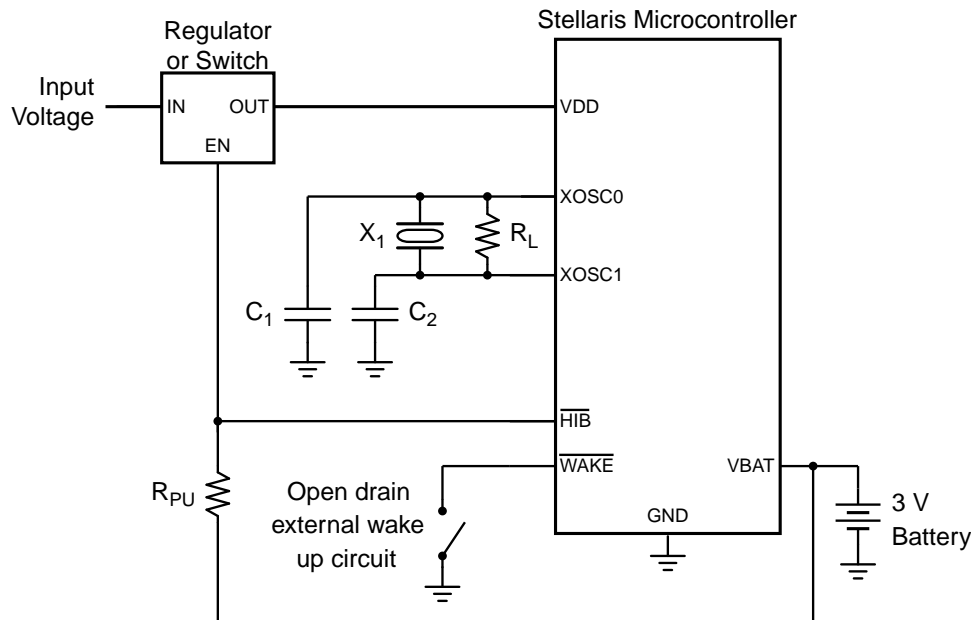 Stellaris Microcontroller
Regulator
or Switch
Input
Voltage
IN
OUT
EN
VDD
XOSC0
X1
RL
XOSC1
C1
C2
HIB
WAKE
VBAT
RPU
Open drain
external wake
up circuit
GND
3 V
Battery